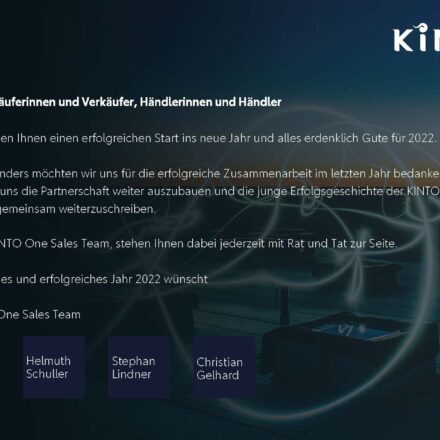 KiN
äuferinnen und Verkäufer, Händlerinnen und Händler
en Ihnen einen erfolgreichen Start ins neue Jahr und alles erdenklich Gute für 2022.
nders möchten wir uns für die erfolgreiche Zusammenarbeit im letzten Jahr bedanke
uns die Partnerschaft weiter auszubauen und die junge Erfolgsgeschichte der KINTO
gemeinsam weiterzuschreiben.
NTO One Sales Team, stehen Ihnen dabei jederzeit mit Rat und Tat zur Seite.
es und erfolgreiches Jahr 2022 wünscht
One Sales Team
Helmuth
Schuller
Stephan
Lindner
Christian
Gelhard